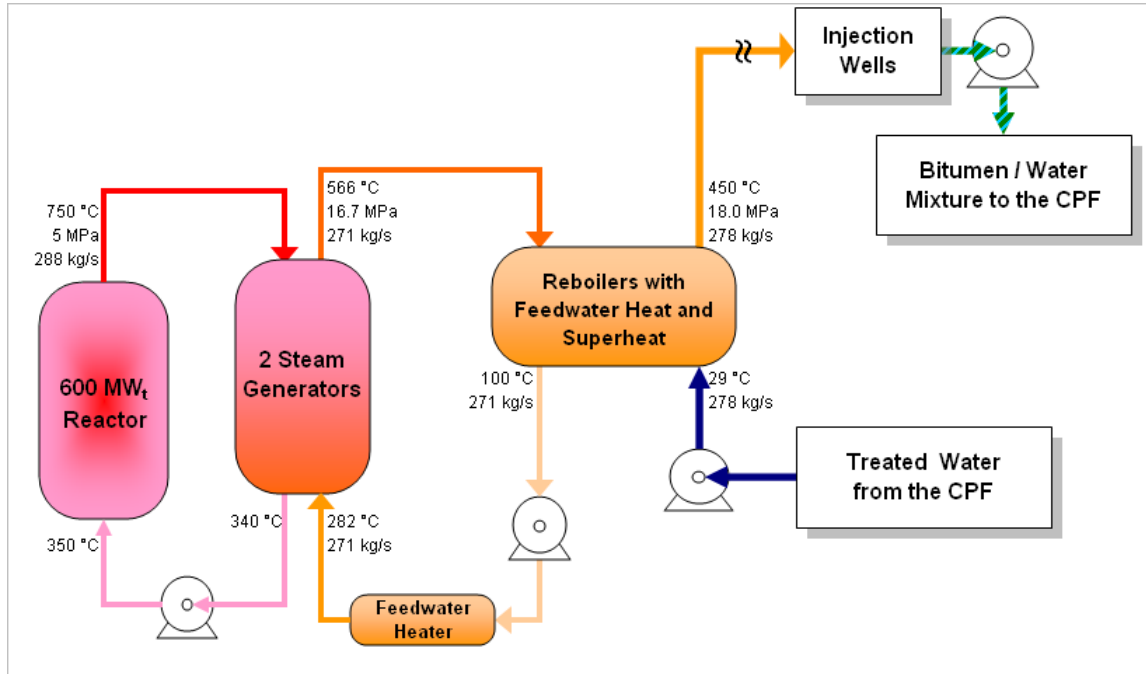 Injection
Wells
Bitumen / Water
Mixture to the CPF
750 °C
5 MPa
288 kg/s
566 °C
16.7 MPa
271 kg/s
450 °C
18.0 MPa
278 kg/s
600 MWt
Reactor
2 Steam
Generators
Reboilers with
Feedwater Heat and
Superheat
100 °C
271 kg/s
29 °C
278 kg/s
Treated Water
from the CPF
350 °C
340 °C
282 °C
271 kg/s
Feedwater
Heater